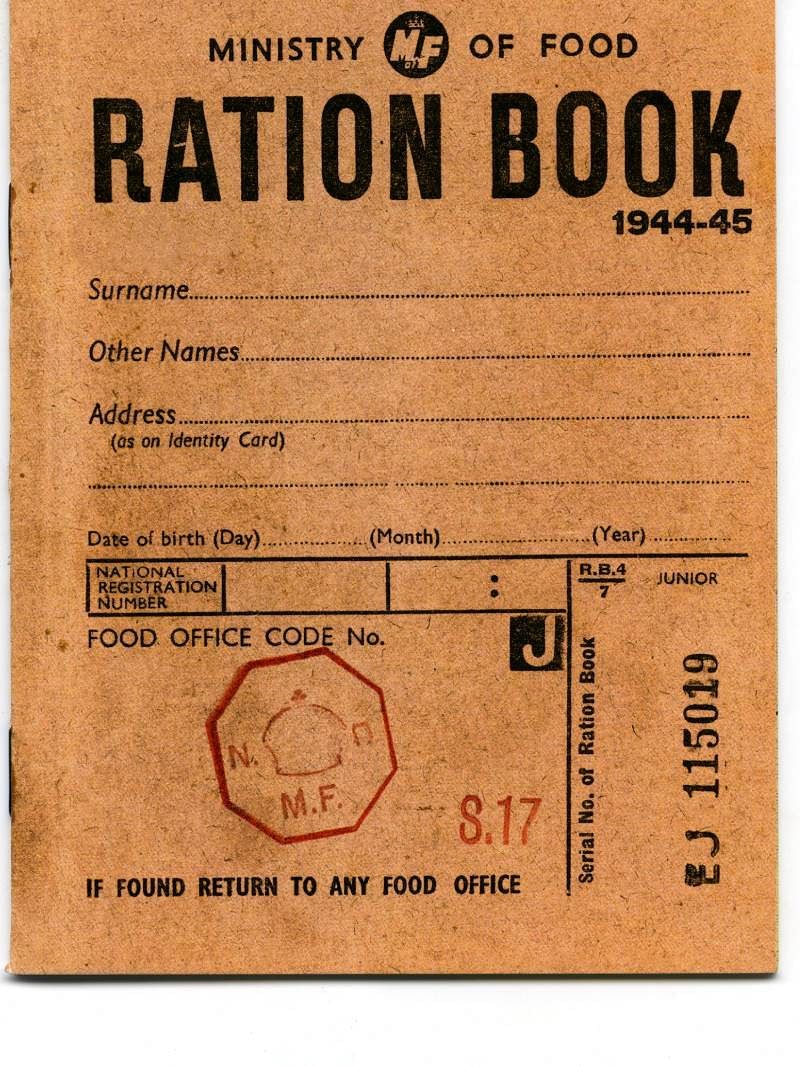 MINISTRY MF OF FOOD
RATION BOOK
1944-45
Surname
Other Names
Address
(as on Identity Card)
Date of birth (Day) (Month) (Year)
NATIONAL
REGISTRATION
NUMBER
:
R.B.4
7
JUNIOR
FOOD OFFICE CODE No.
J
N.
M.F.
S.17
Serial No. of Ration Book
EJ 115019
IF FOUND RETURN TO ANY FOOD OFFICE